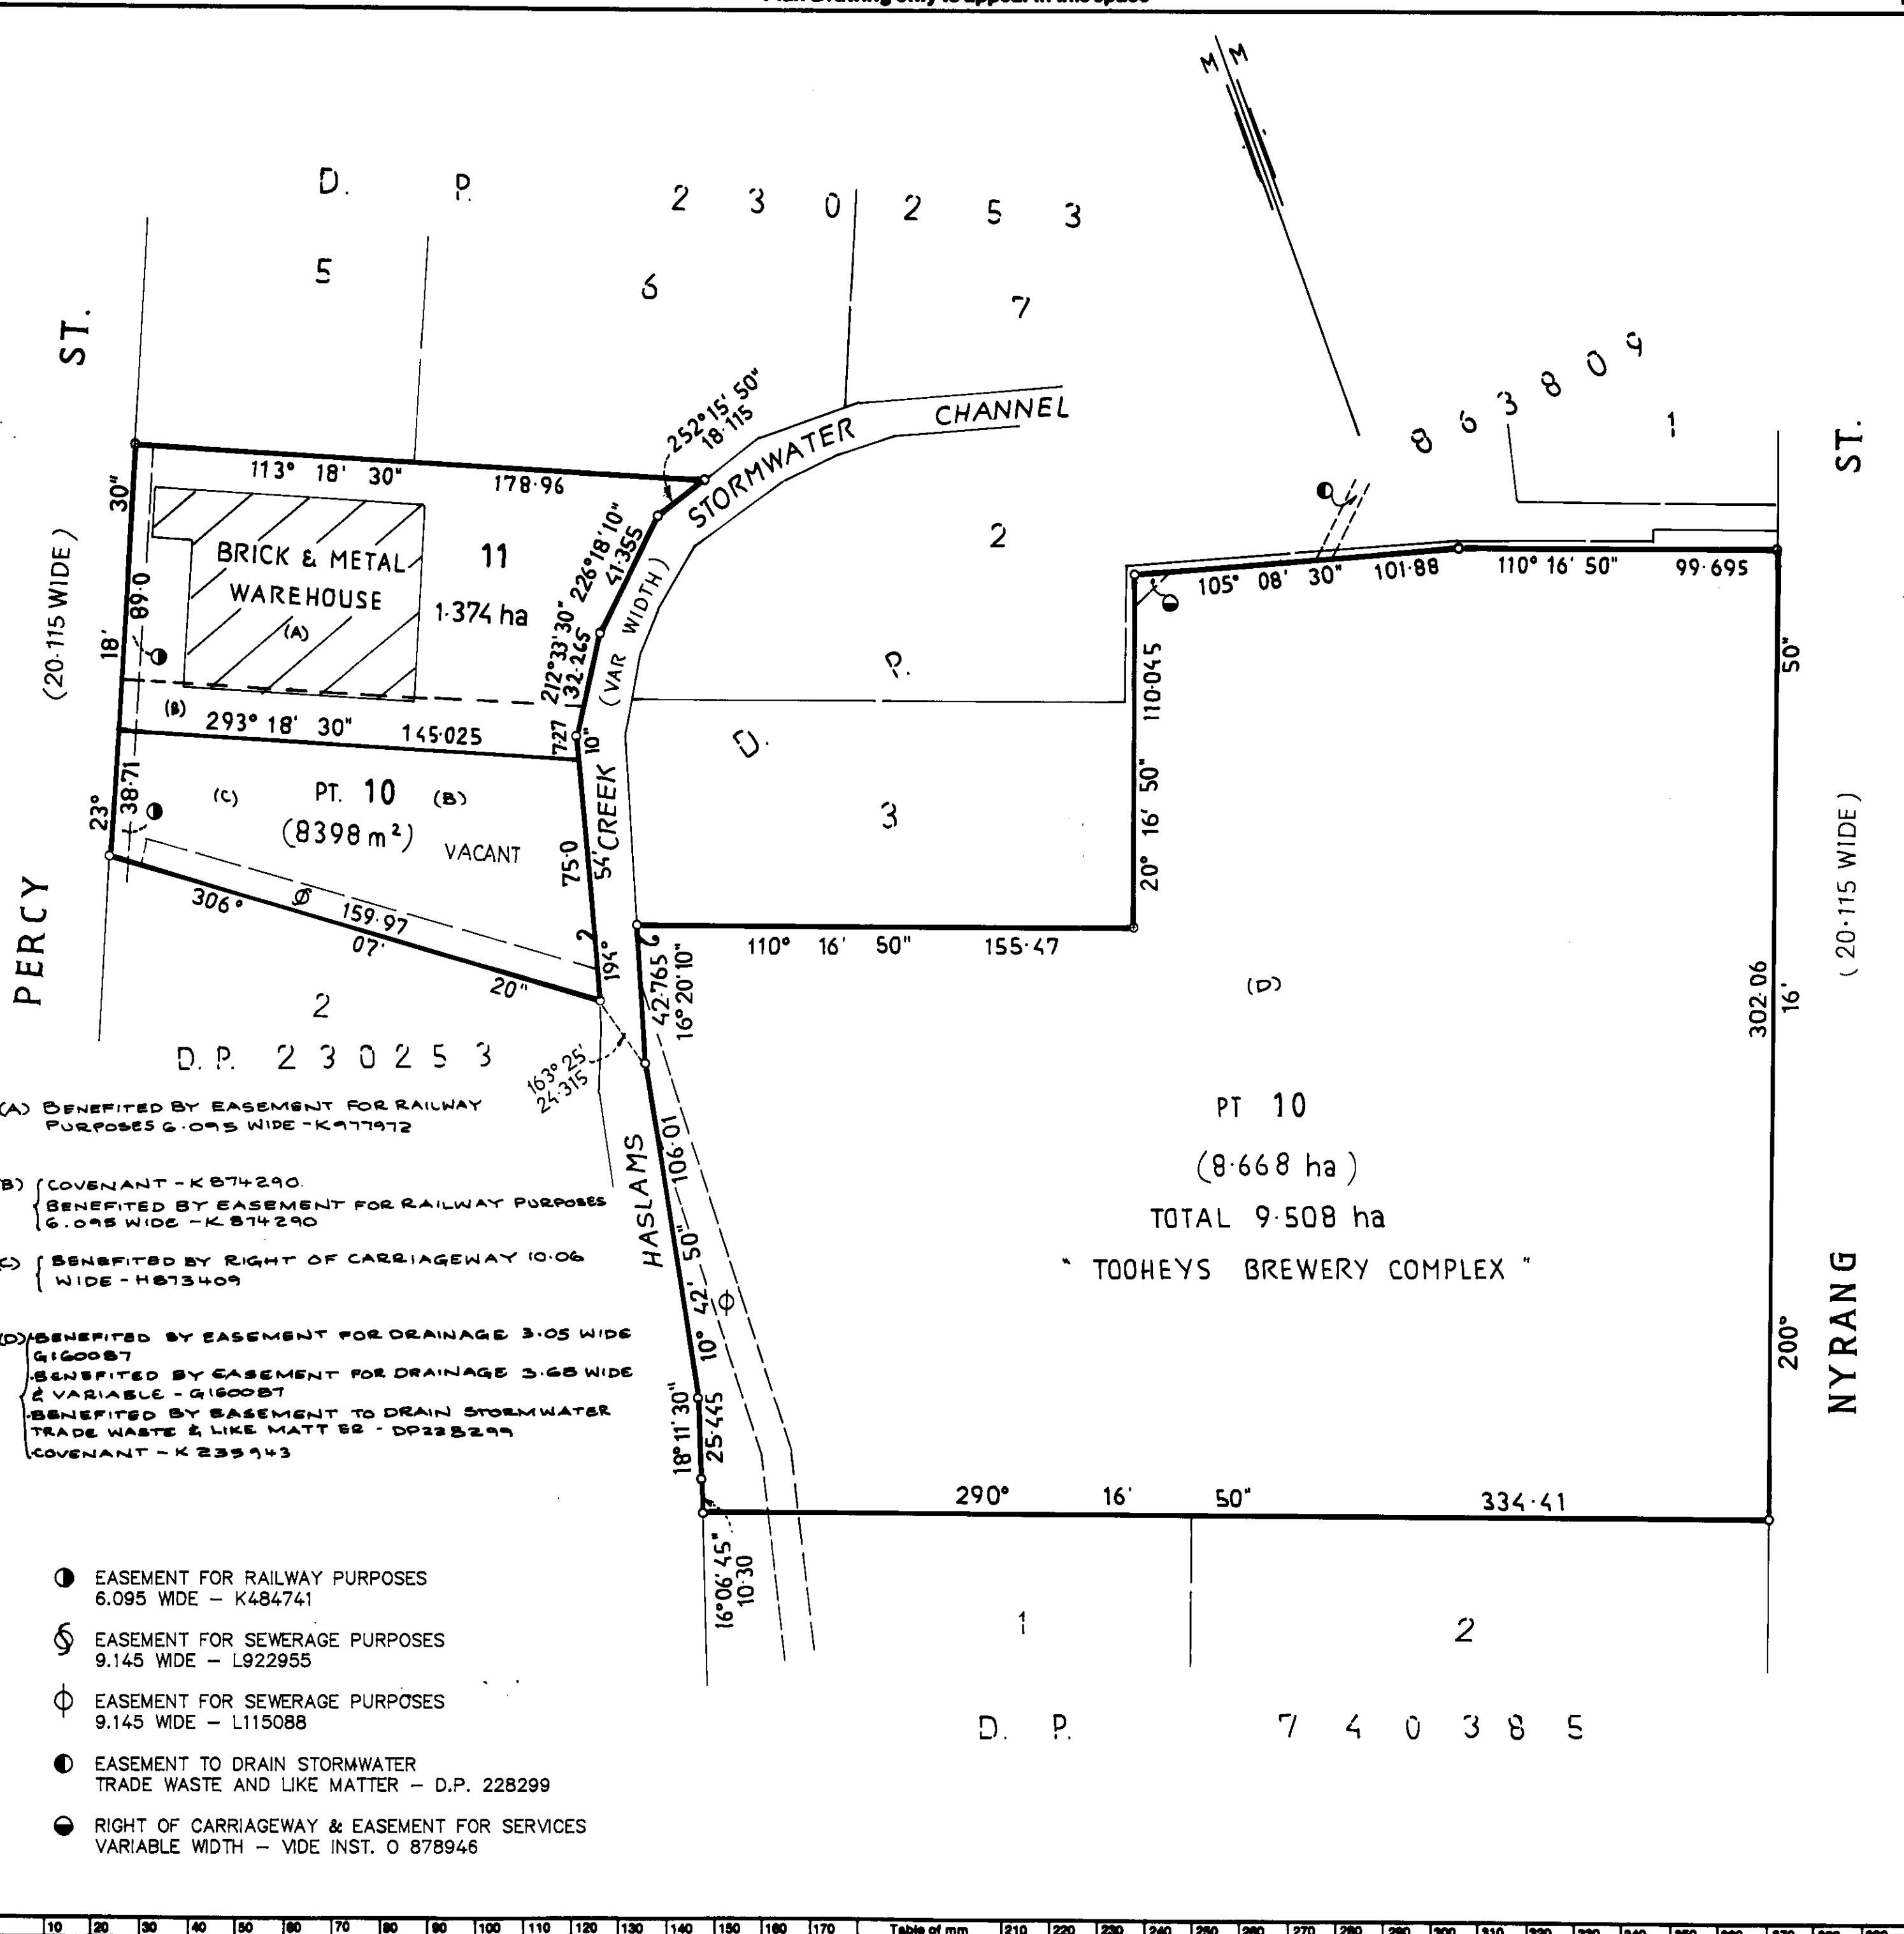 M M
D. P. 2 3 0 2 5 3
5
6
7
ST.
252° 15' 50"
18·115
STORMWATER CHANNEL
8 6 3 8 0 9
1
ST.
113° 18' 30" 178·96
30"
(20·115 WIDE)
18'
89·0
BRICK & METAL
WAREHOUSE
(A)
11
1·374 ha
226° 18' 10"
41·355
212° 33' 30"
32·265
(VAR WIDTH)
2
105° 08' 30" 101·88
110° 16' 50" 99·695
50"
P.
110·045
(B)
293° 18' 30" 145·025
7·27
10"
D.
3
23°
38·71
(C)
PT. 10 (B)
(8398 m²)
VACANT
75·0
54'
CREEK
20° 16' 50"
(20·115 WIDE)
PERCY
306° 07' 20"
159·97
194°
110° 16' 50" 155·47
42·765
16° 20' 10"
(D)
302·06
16'
2
D. P. 2 3 0 2 5 3
163° 25'
24·315
(A) BENEFITED BY EASEMENT FOR RAILWAY
PURPOSES 6.095 WIDE - K977972
PT 10
(8·668 ha)
TOTAL 9·508 ha
" TOOHEYS BREWERY COMPLEX "
HASLAMS
106·01
10° 42' 50"
B) COVENANT - K874290.
BENEFITED BY EASEMENT FOR RAILWAY PURPOSES
6.095 WIDE - K874290
C) BENEFITED BY RIGHT OF CARRIAGEWAY 10.06
WIDE - H873409
NYRANG
200°
(D) BENEFITED BY EASEMENT FOR DRAINAGE 3.05 WIDE
G160087
BENEFITED BY EASEMENT FOR DRAINAGE 3.68 WIDE
& VARIABLE - G160087
BENEFITED BY EASEMENT TO DRAIN STORMWATER
TRADE WASTE & LIKE MATTER - DP228299
COVENANT - K 235943
18° 11' 30"
25·445
290° 16' 50" 334·41
16° 06' 45"
10·30
1
2
D. P. 7 4 0 3 8 5
EASEMENT FOR RAILWAY PURPOSES
6.095 WIDE – K484741
EASEMENT FOR SEWERAGE PURPOSES
9.145 WIDE – L922955
EASEMENT FOR SEWERAGE PURPOSES
9.145 WIDE – L115088
EASEMENT TO DRAIN STORMWATER
TRADE WASTE AND LIKE MATTER – D.P. 228299
RIGHT OF CARRIAGEWAY & EASEMENT FOR SERVICES
VARIABLE WIDTH – VIDE INST. O 878946
10 20 30 40 50 60 70 80 90 100 110 120 130 140 150 160 170 Table of mm 210 220 230 240 250 260 270 280 290 300 310